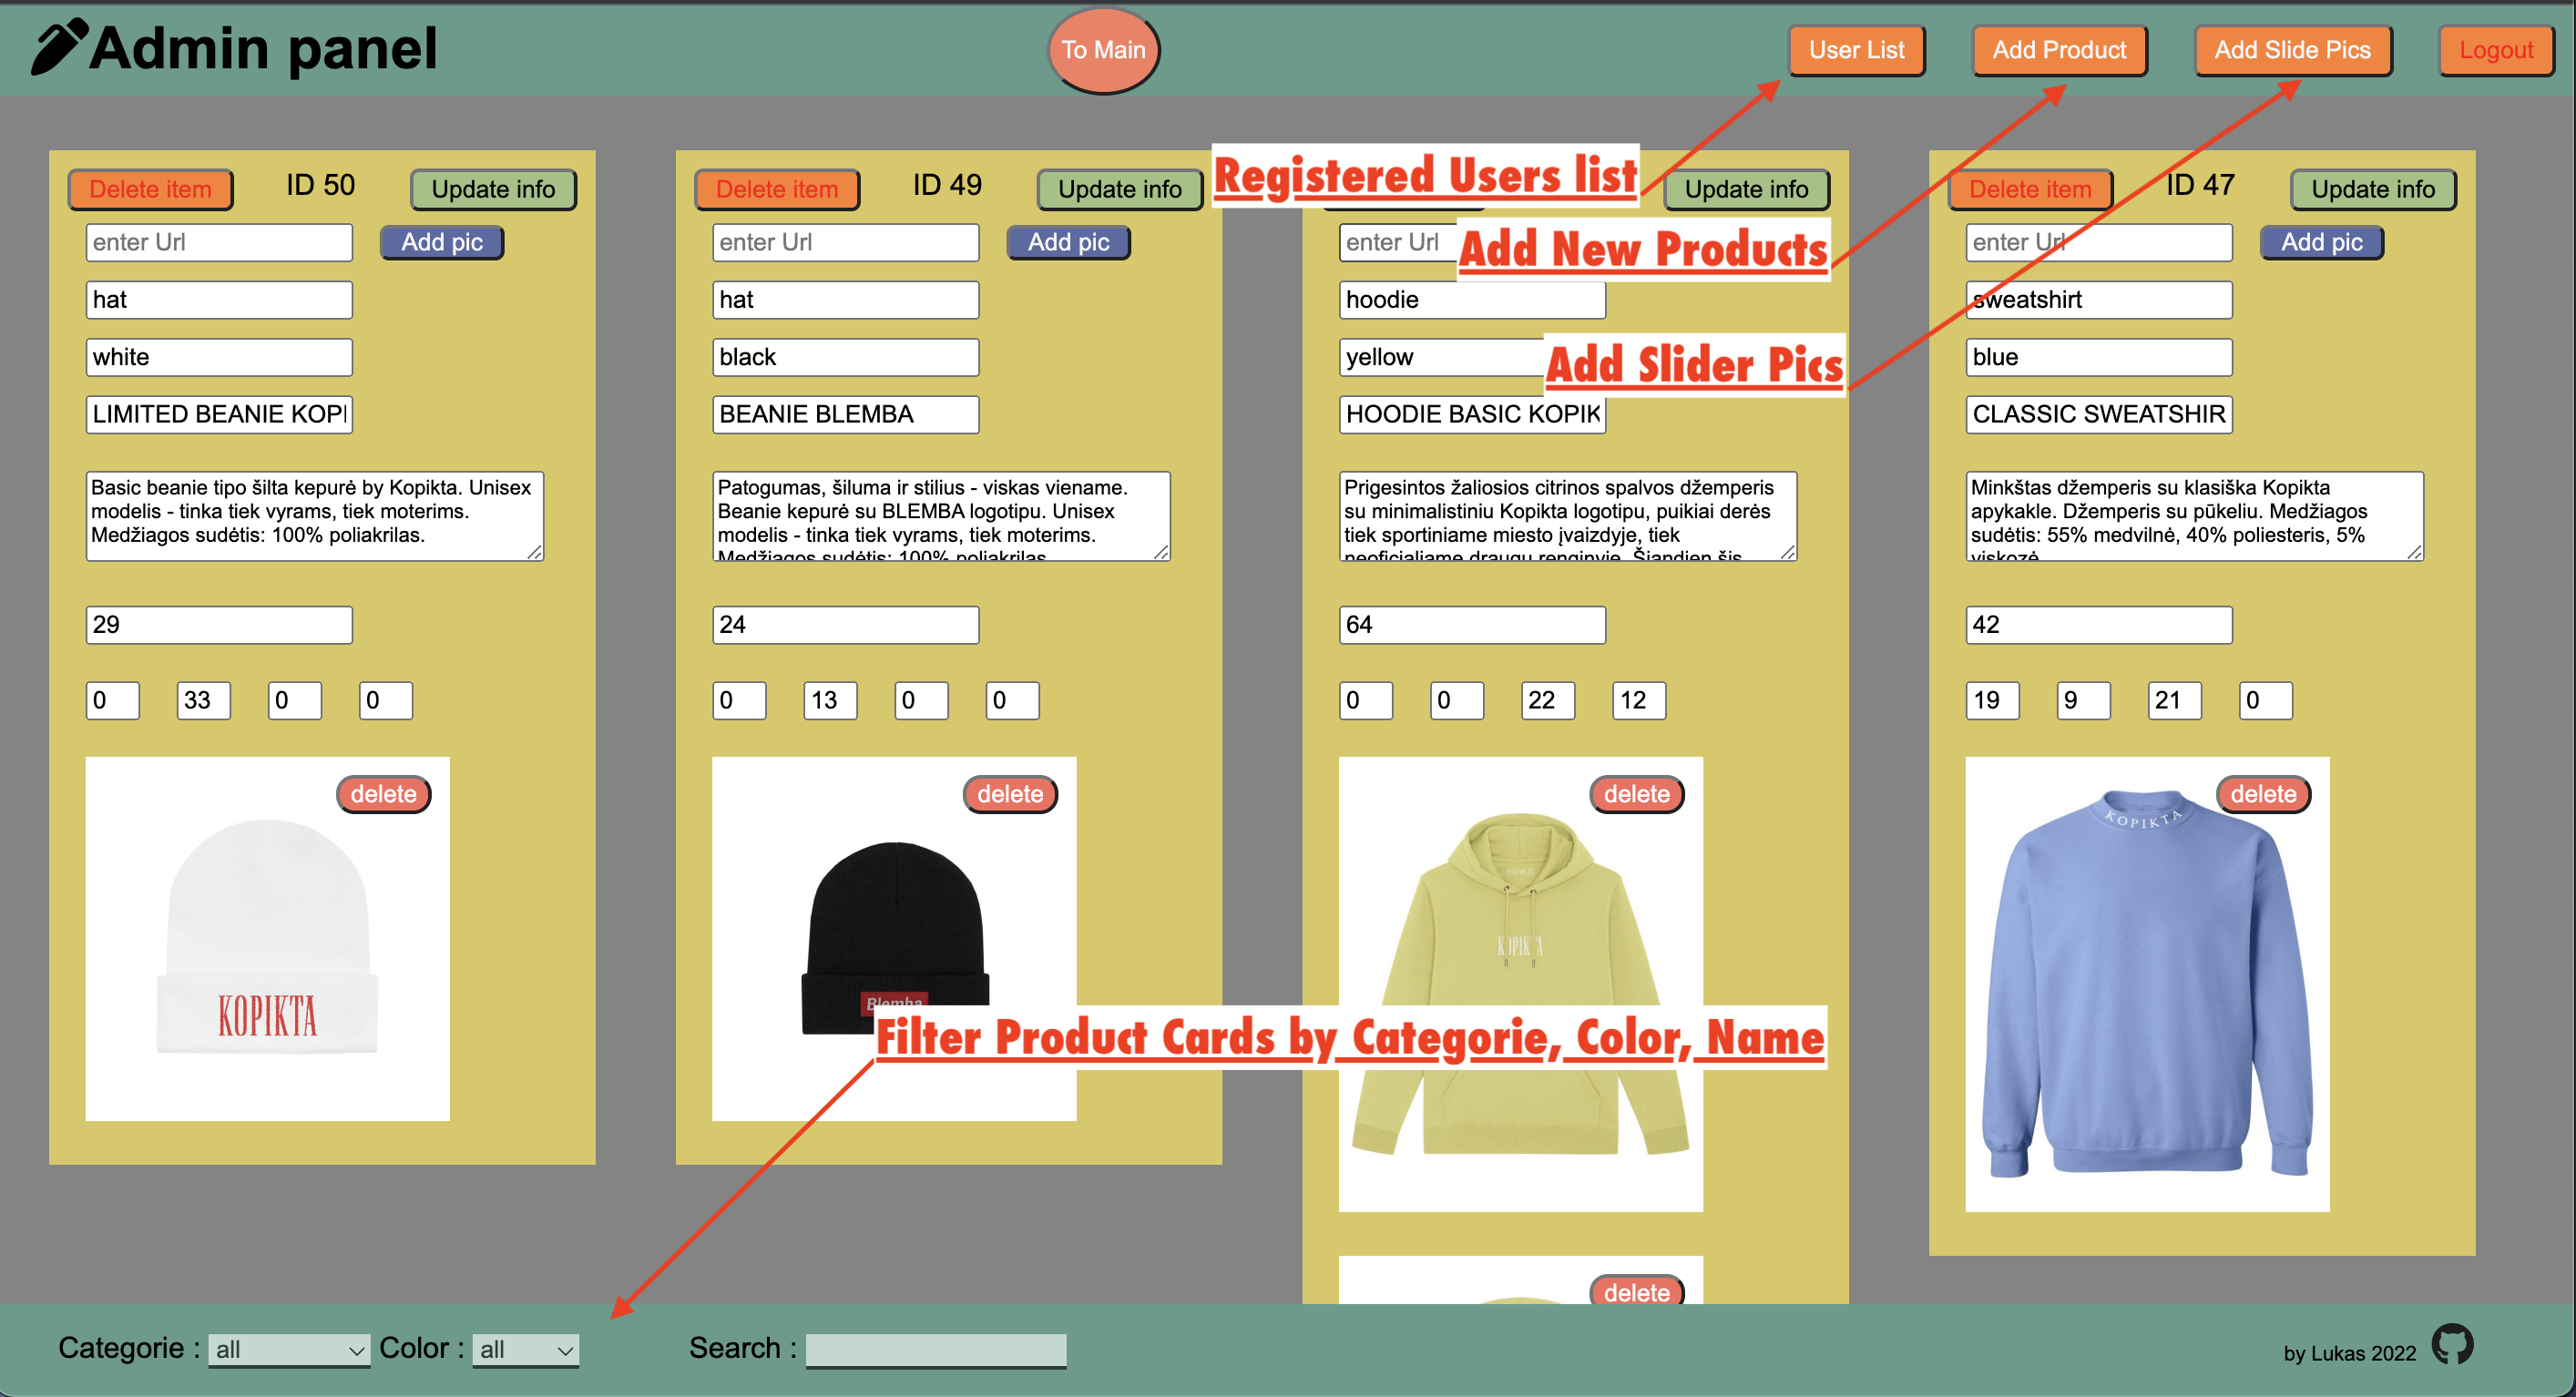 Admin panel
To Main
User List
Add Product
Add Slide Pics
Logout
Registered Users list
Add New Products
Add Slider Pics
Delete item
ID 50
Update info
enter Url
Add pic
hat
white
LIMITED BEANIE KOPI
Basic beanie tipo šilta kepurė by Kopikta. Unisex
modelis - tinka tiek vyrams, tiek moterims.
Medžiagos sudėtis: 100% poliakrilas.
29
0 33 0 0
delete
KOPIKTA
Delete item
ID 49
Update info
enter Url
Add pic
hat
black
BEANIE BLEMBA
Patogumas, šiluma ir stilius - viskas viename.
Beanie kepurė su BLEMBA logotipu. Unisex
modelis - tinka tiek vyrams, tiek moterims.
Medžiagos sudėtis: 100% poliakrilas
24
0 13 0 0
delete
Blemba
Update info
enter Url
hoodie
yellow
HOODIE BASIC KOPIK
Prigesintos žaliosios citrinos spalvos džemperis
su minimalistiniu Kopikta logotipu, puikiai derės
tiek sportiniame miesto įvaizdyje, tiek
neoficialiame draugų renginyje. Šiandien šis
64
0 0 22 12
delete
KOPIKTA
delete
Delete item
ID 47
Update info
enter Url
Add pic
sweatshirt
blue
CLASSIC SWEATSHIR
Minkštas džemperis su klasiška Kopikta
apykakle. Džemperis su pūkeliu. Medžiagos
sudėtis: 55% medvilnė, 40% poliesteris, 5%
viskozė
42
19 9 21 0
delete
KOPIKTA
Filter Product Cards by Categorie, Color, Name
Categorie : all Color : all
Search :
by Lukas 2022